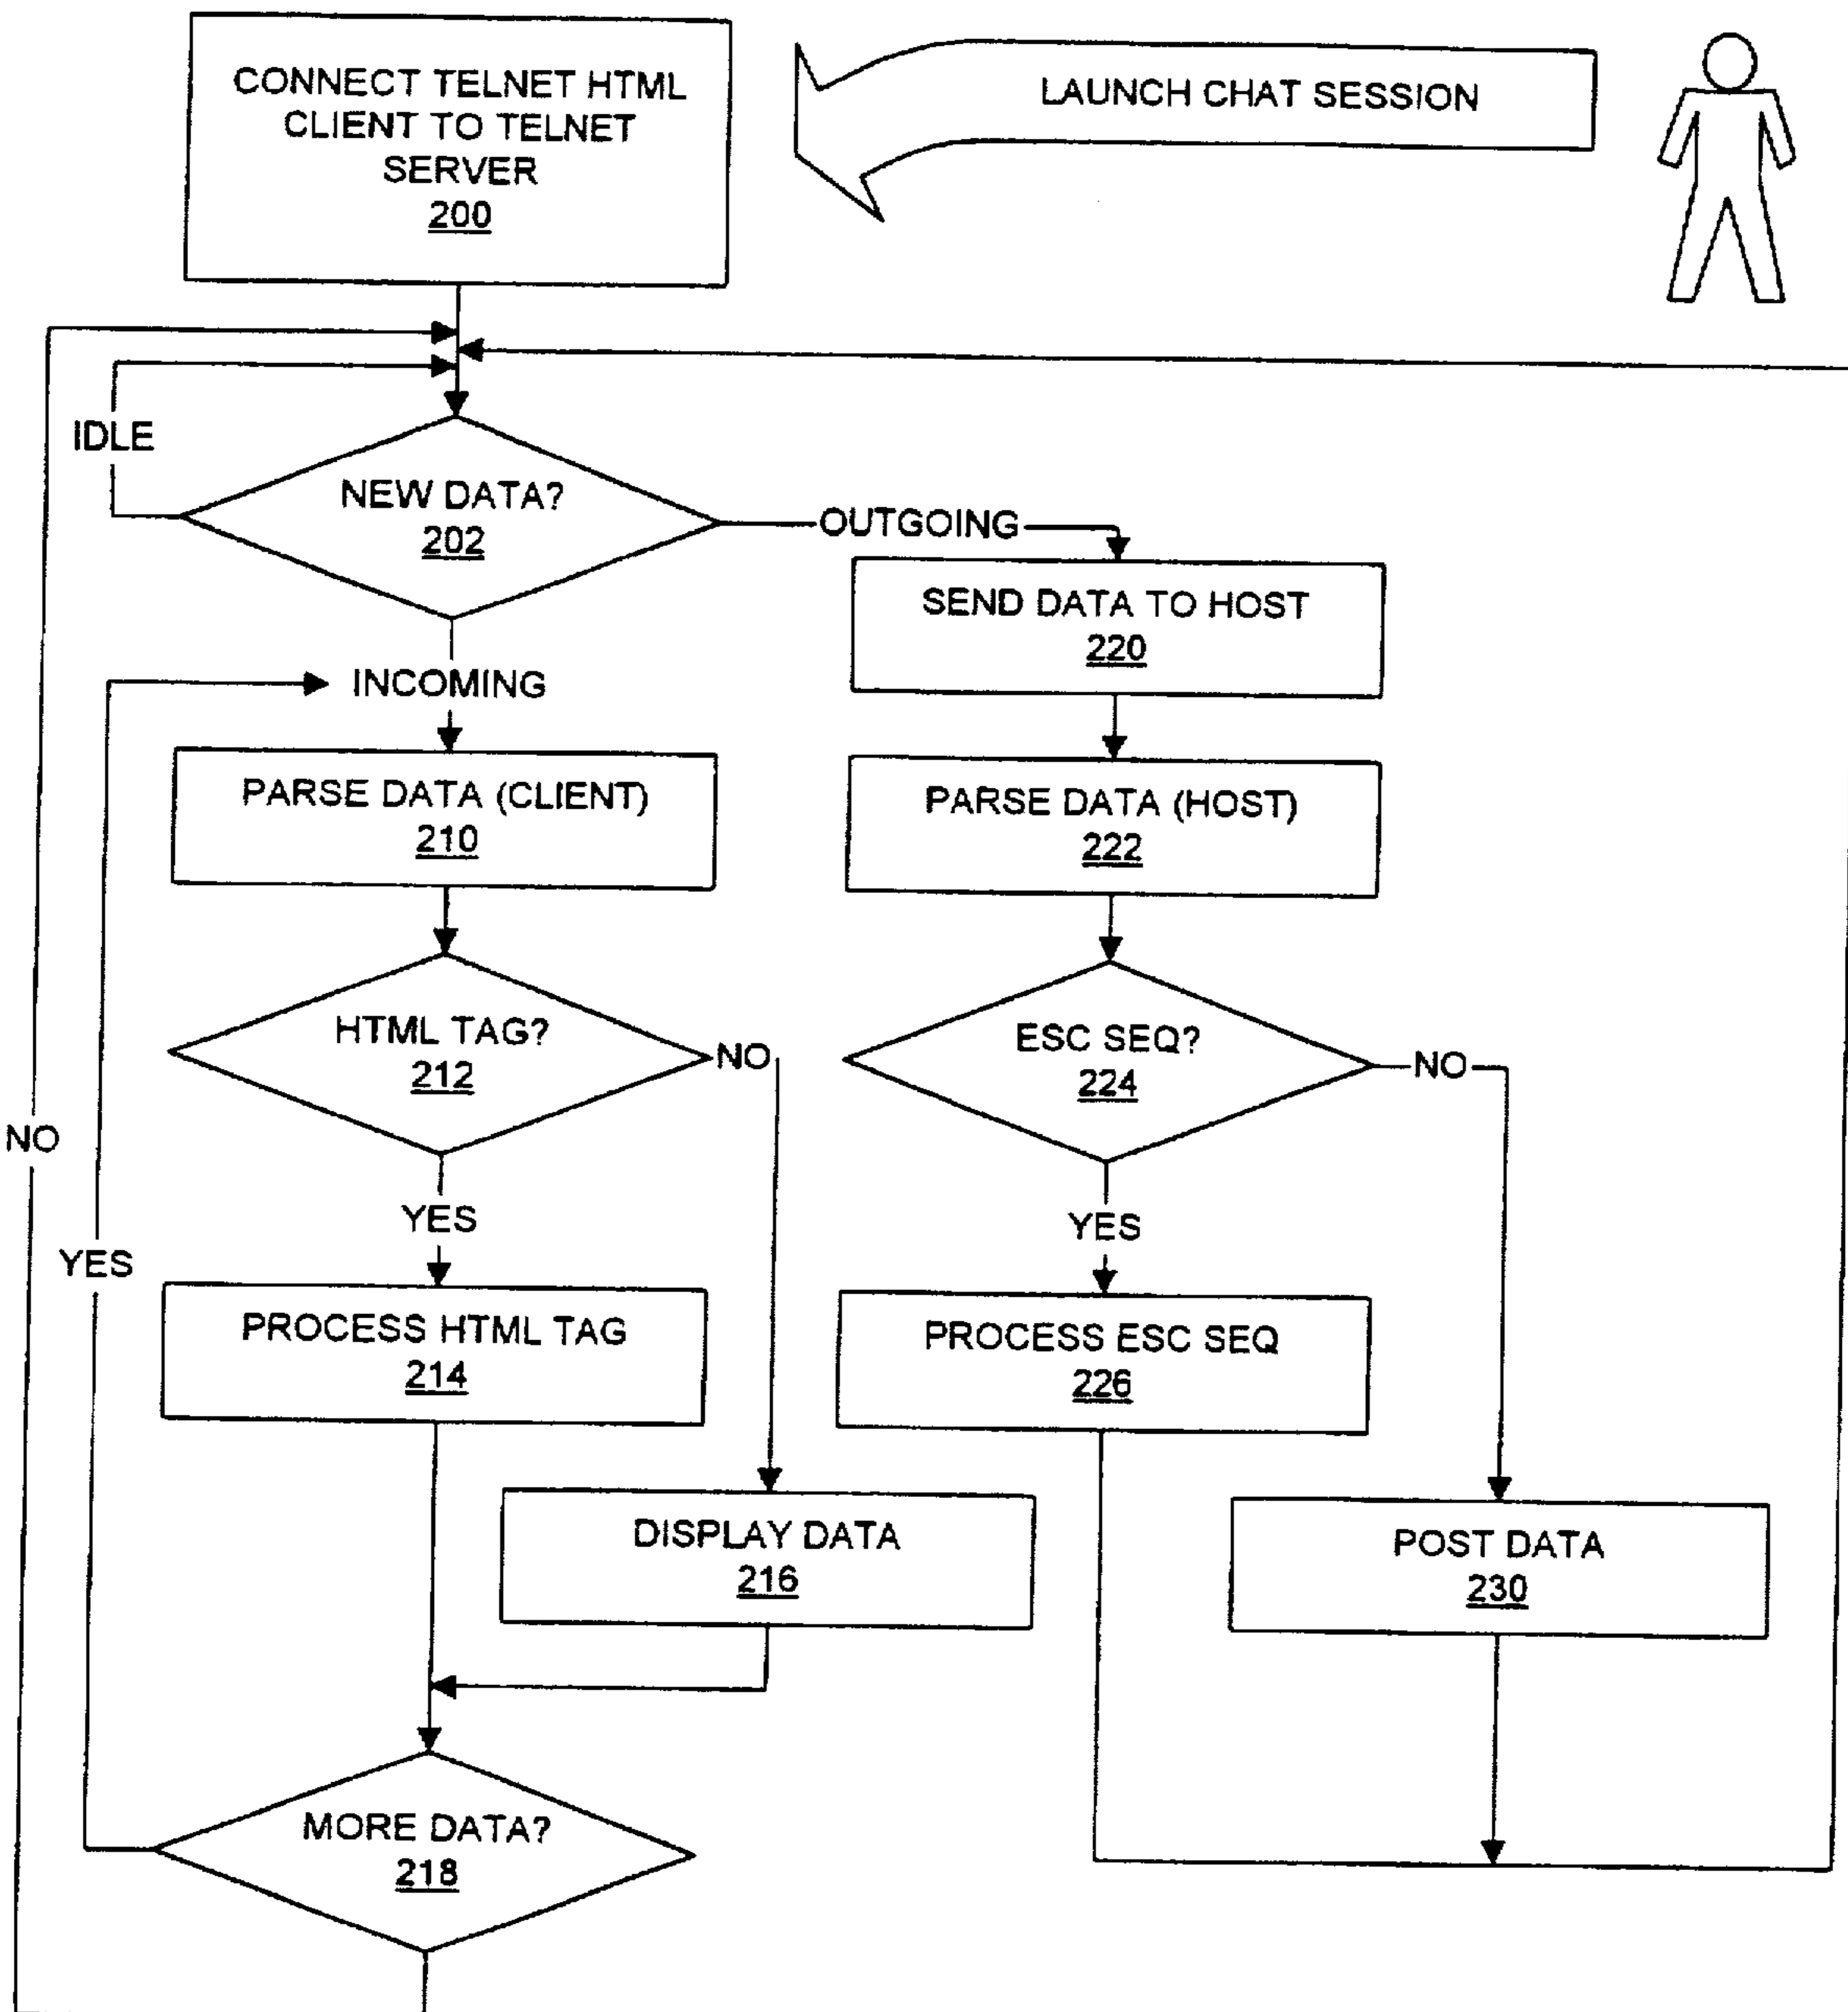 CONNECT TELNET HTML
CLIENT TO TELNET
SERVER
200
LAUNCH CHAT SESSION
IDLE
NEW DATA?
202
OUTGOING
SEND DATA TO HOST
220
INCOMING
PARSE DATA (CLIENT)
210
PARSE DATA (HOST)
222
HTML TAG?
212
NO
ESC SEQ?
224
NO
NO
YES
YES
YES
PROCESS HTML TAG
214
PROCESS ESC SEQ
226
DISPLAY DATA
216
POST DATA
230
MORE DATA?
218